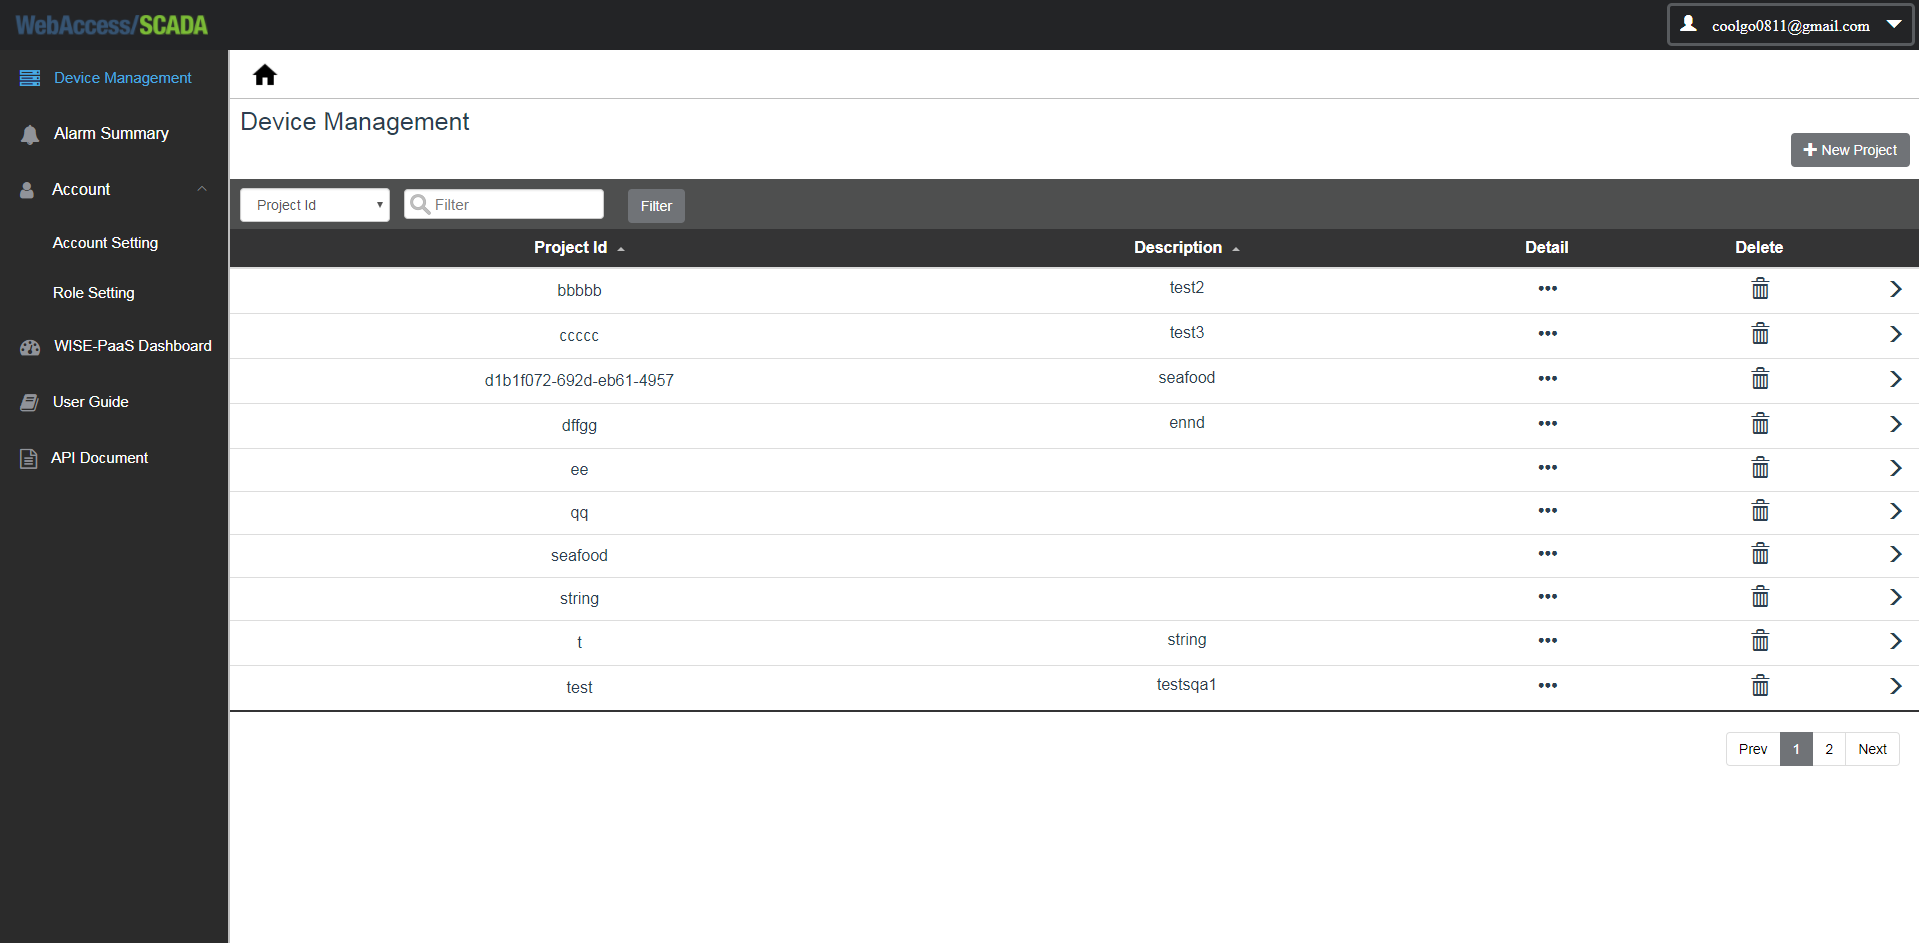 WebAccess/SCADA
coolgo0811@gmail.com
Device Management
Alarm Summary
Account
Account Setting
Role Setting
WISE-PaaS Dashboard
User Guide
API Document
Device Management
New Project
Project Id
Filter
Filter
Project Id Description Detail Delete
bbbbb test2
ccccc test3
d1b1f072-692d-eb61-4957 seafood
dffgg ennd
ee
qq
seafood
string
t string
test testsqa1
Prev 1 2 Next